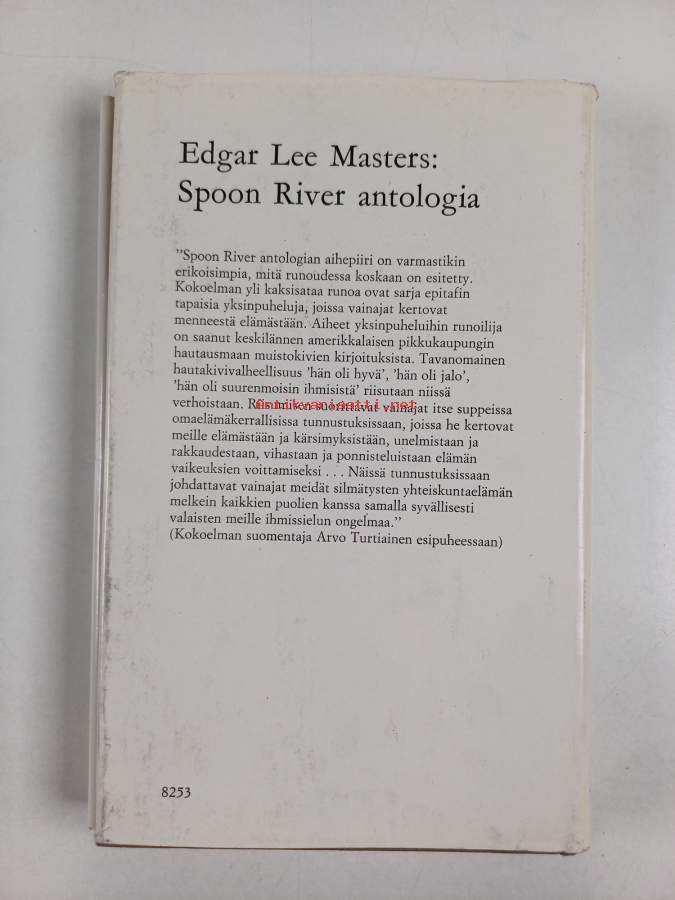 Edgar Lee Masters:
Spoon River antologia
”Spoon River antologian aihepiiri on varmastikin
erikoisimpia, mitä runoudessa koskaan on esitetty.
Kokoelman yli kaksisataa runoa ovat sarja epitafin
tapaisia yksinpuheluja, joissa vainajat kertovat
menneestä elämästään. Aiheet yksinpuheluihin runoilija
on saanut keskilännen amerikkalaisen pikkukaupungin
hautausmaan muistokivien kirjoituksista. Tavanomainen
hautakivivalheellisuus ’hän oli hyvä’, ’hän oli jalo’,
’hän oli suurenmoisin ihmisistä’ riisutaan niissä
verhoistaan. Riisumisen suorittavat vainajat itse suppeissa
omaelämäkerrallisissa tunnustuksissaan, joissa he kertovat
meille elämästään ja kärsimyksistään, unelmistaan ja
rakkaudestaan, vihastaan ja ponnisteluistaan elämän
vaikeuksien voittamiseksi . . . Näissä tunnustuksissaan
johdattavat vainajat meidät silmätysten yhteiskuntaelämän
melkein kaikkien puolien kanssa samalla syvällisesti
valaisten meille ihmissielun ongelmaa.”
(Kokoelman suomentaja Arvo Turtiainen esipuheessaan)
8253